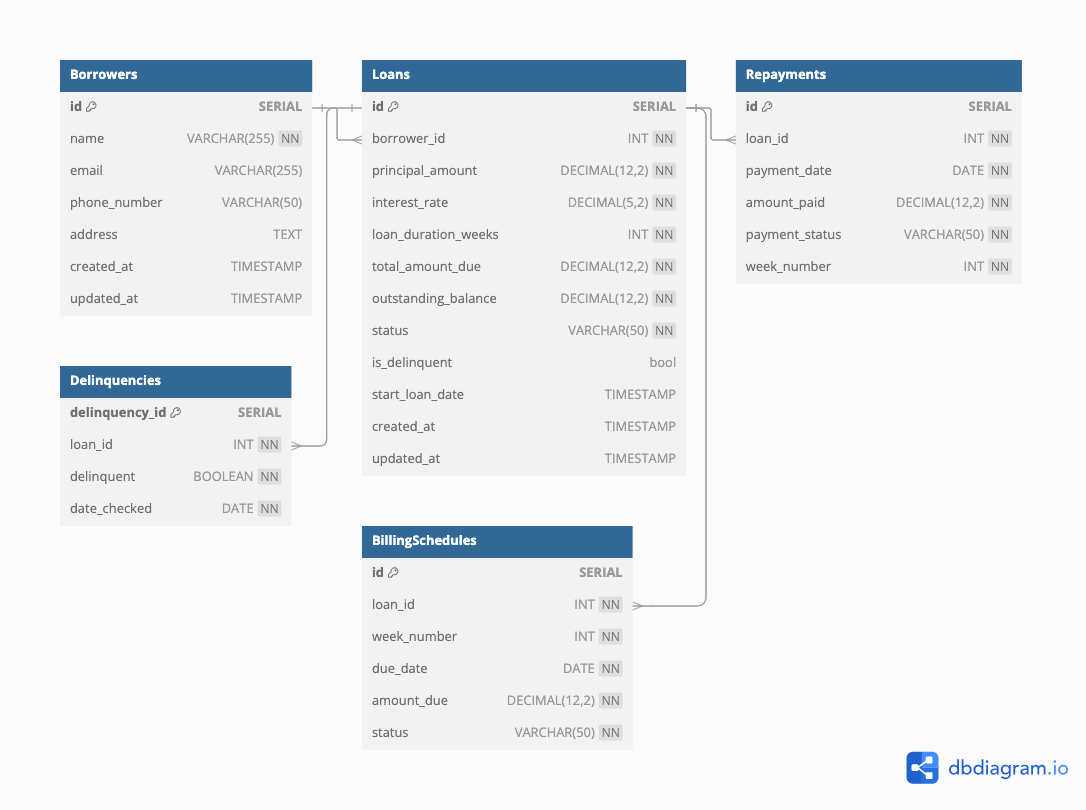 Borrowers
id SERIAL
name VARCHAR(255) NN
email VARCHAR(255)
phone_number VARCHAR(50)
address TEXT
created_at TIMESTAMP
updated_at TIMESTAMP
Loans
id SERIAL
borrower_id INT NN
principal_amount DECIMAL(12,2) NN
interest_rate DECIMAL(5,2) NN
loan_duration_weeks INT NN
total_amount_due DECIMAL(12,2) NN
outstanding_balance DECIMAL(12,2) NN
status VARCHAR(50) NN
is_delinquent bool
start_loan_date TIMESTAMP
created_at TIMESTAMP
updated_at TIMESTAMP
Repayments
id SERIAL
loan_id INT NN
payment_date DATE NN
amount_paid DECIMAL(12,2) NN
payment_status VARCHAR(50) NN
week_number INT NN
Delinquencies
delinquency_id SERIAL
loan_id INT NN
delinquent BOOLEAN NN
date_checked DATE NN
BillingSchedules
id SERIAL
loan_id INT NN
week_number INT NN
due_date DATE NN
amount_due DECIMAL(12,2) NN
status VARCHAR(50) NN
dbdiagram.io